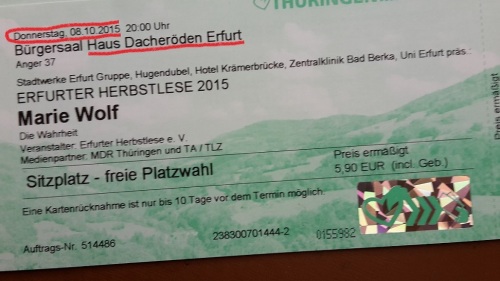 THÜRINGEN
Donnerstag, 08.10.2015 20:00 Uhr
Bürgersaal Haus Dacheröden Erfurt
Anger 37
Stadtwerke Erfurt Gruppe, Hugendubel, Hotel Krämerbrücke, Zentralklinik Bad Berka, Uni Erfurt präs.:
ERFURTER HERBSTLESE 2015
Marie Wolf
Die Wahrheit
Veranstalter: Erfurter Herbstlese e. V.
Medienpartner: MDR Thüringen und TA / TLZ
Preis ermäßigt
Sitzplatz - freie Platzwahl
5,90 EUR (incl. Geb.)
Eine Kartenrücknahme ist nur bis 10 Tage vor dem Termin möglich.
Auftrags-Nr. 514486
238300701444-2
0155982
Preis ermäßigt